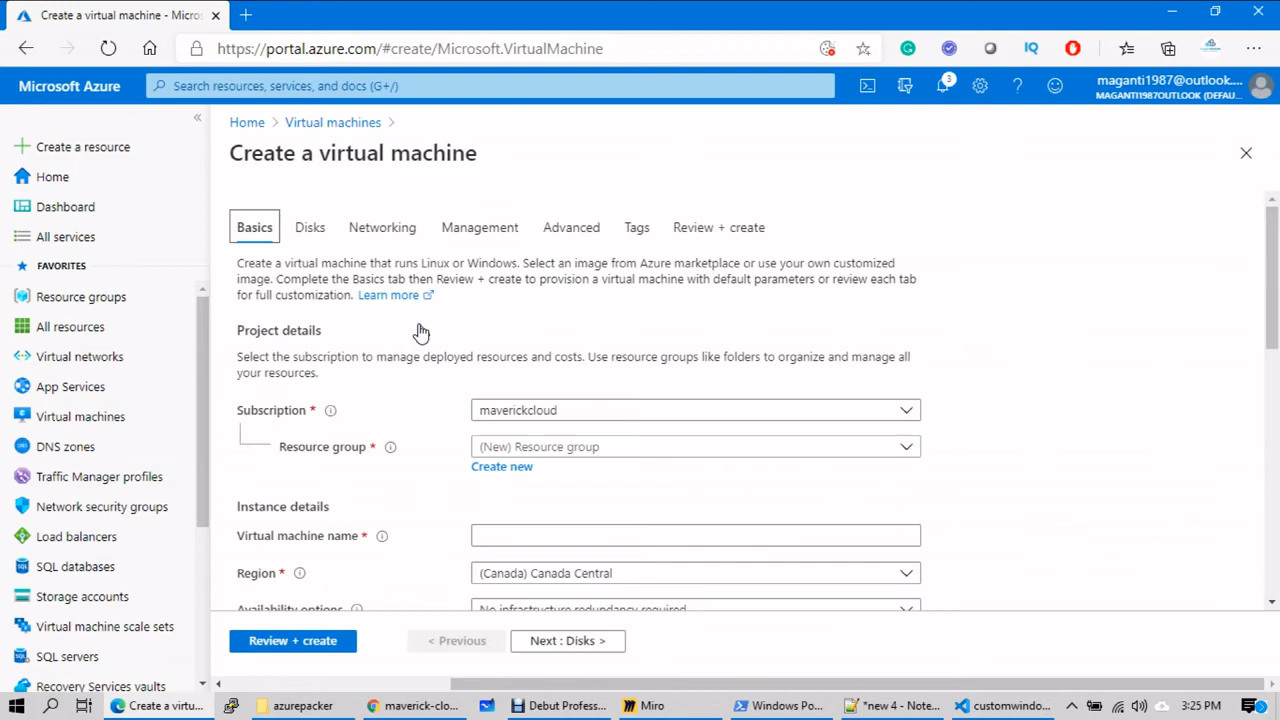 Create a virtual machine - Micros
https://portal.azure.com/#create/Microsoft.VirtualMachine
IQ
Microsoft Azure
Search resources, services, and docs (G+/)
3
maganti1987@outlook....
MAGANTI1987OUTLOOK (DEFAU...
Create a resource
Home
Dashboard
All services
FAVORITES
Resource groups
All resources
Virtual networks
App Services
Virtual machines
DNS zones
Traffic Manager profiles
Network security groups
Load balancers
SQL databases
Storage accounts
Virtual machine scale sets
SQL servers
Recovery Services vaults
Home > Virtual machines >
Create a virtual machine
Basics Disks Networking Management Advanced Tags Review + create
Create a virtual machine that runs Linux or Windows. Select an image from Azure marketplace or use your own customized
image. Complete the Basics tab then Review + create to provision a virtual machine with default parameters or review each tab
for full customization. Learn more
Project details
Select the subscription to manage deployed resources and costs. Use resource groups like folders to organize and manage all
your resources.
Subscription * maverickcloud
Resource group * (New) Resource group
Create new
Instance details
Virtual machine name *
Region * (Canada) Canada Central
Availability options No infrastructure redundancy required
Review + create < Previous Next : Disks >
Create a virtu... azurepacker maverick-clo... Debut Profess... Miro Windows Po... *new 4 - Note... customwindo... 3:25 PM